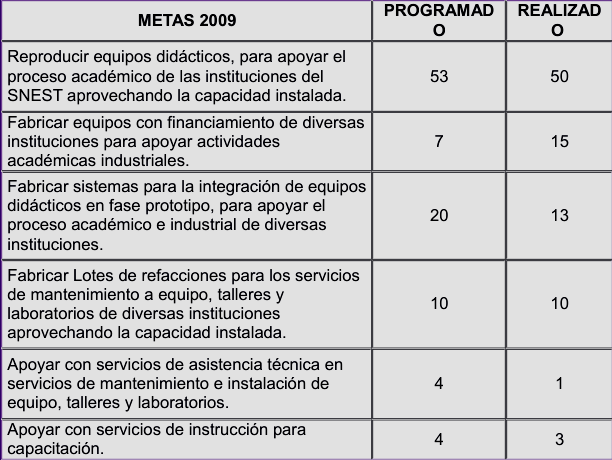 METAS 2009
PROGRAMAD
O
REALIZAD
O
Reproducir equipos didácticos, para apoyar el
proceso académico de las instituciones del
SNEST aprovechando la capacidad instalada.
53
50
Fabricar equipos con financiamiento de diversas
instituciones para apoyar actividades
académicas industriales.
7
15
Fabricar sistemas para la integración de equipos
didácticos en fase prototipo, para apoyar el
proceso académico e industrial de diversas
instituciones.
20
13
Fabricar Lotes de refacciones para los servicios
de mantenimiento a equipo, talleres y
laboratorios de diversas instituciones
aprovechando la capacidad instalada.
10
10
Apoyar con servicios de asistencia técnica en
servicios de mantenimiento e instalación de
equipo, talleres y laboratorios.
4
1
Apoyar con servicios de instrucción para
capacitación.
4
3